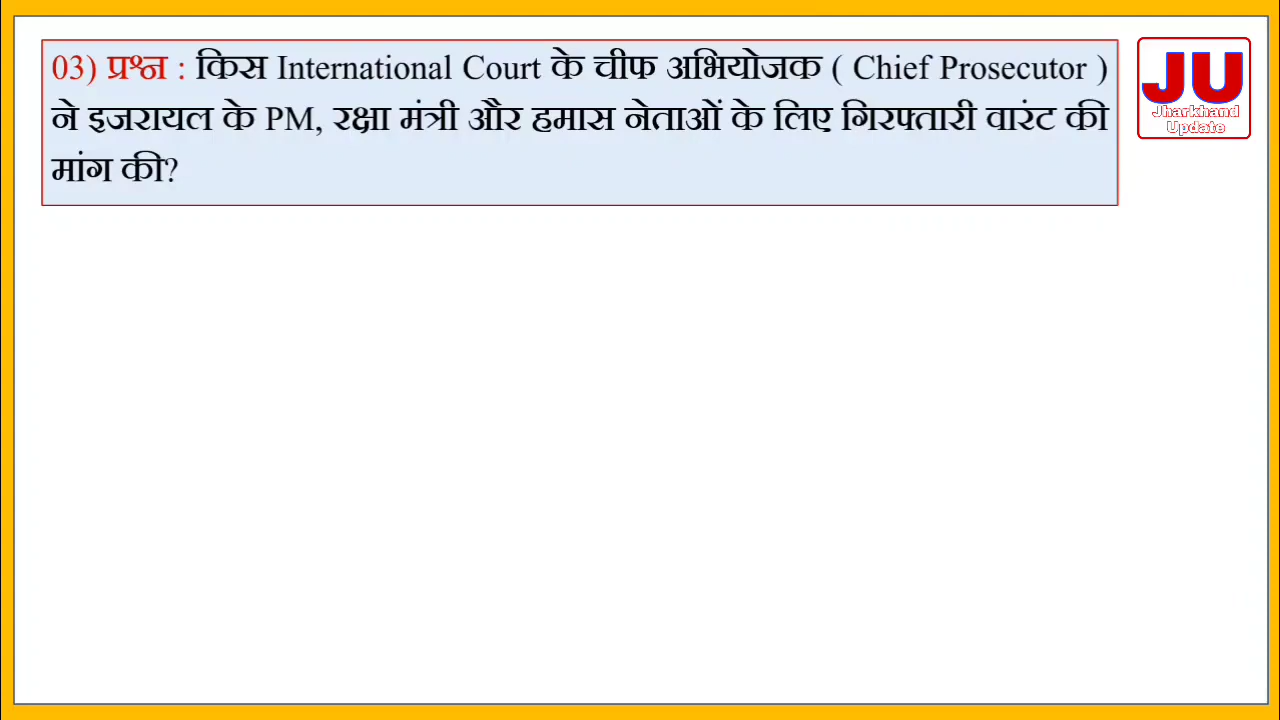 03) प्रश्न : किस International Court के चीफ अभियोजक ( Chief Prosecutor )
ने इजरायल के PM, रक्षा मंत्री और हमास नेताओं के लिए गिरफ्तारी वारंट की
मांग की?
JU
Jharkhand
Update